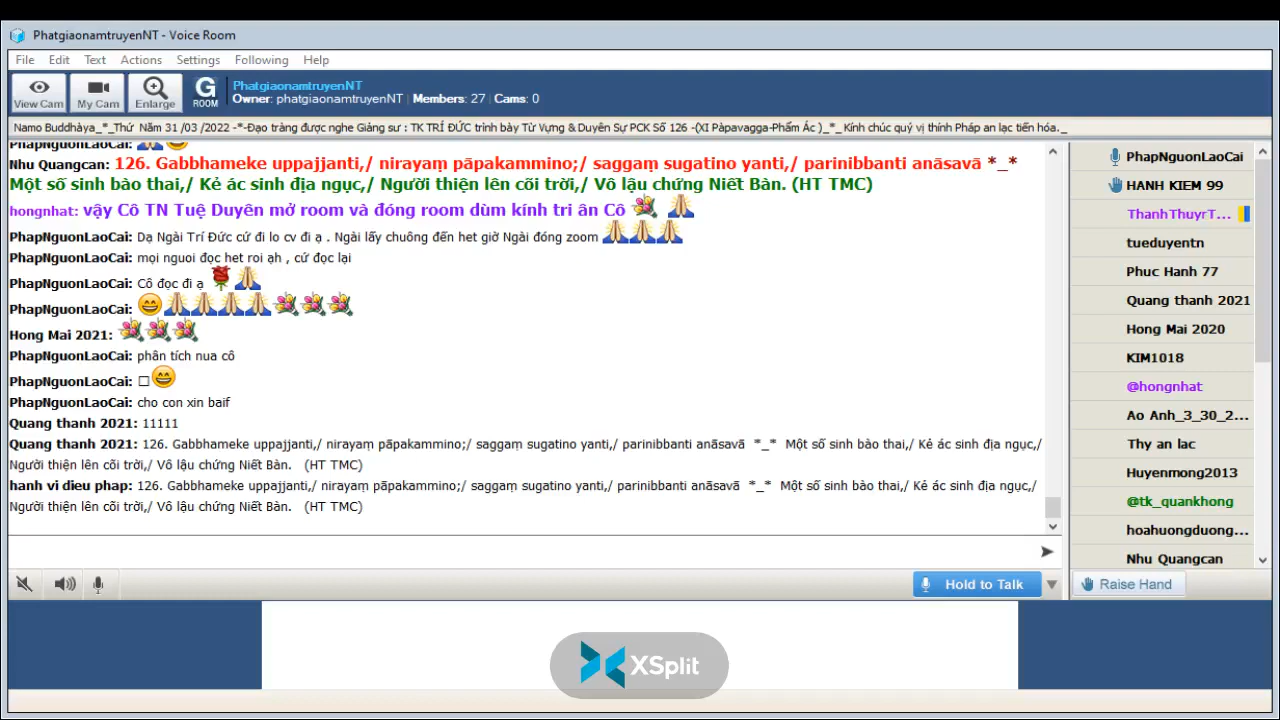 PhatgiaonamtruyenNT - Voice Room
File Edit Text Actions Settings Following Help
View Cam
My Cam
Enlarge
G ROOM
PhatgiaonamtruyenNT
Owner: phatgiaonamtruyenNT | Members: 27 | Cams: 0
Namo Buddhàya_*_Thứ Năm 31 /03 /2022 -*-Đạo tràng được nghe Giảng sư : TK TRÍ ĐỨC trình bày Từ Vựng & Duyên Sự PCK Số 126 -(XI Pàpavagga-Phẩm Ác )_*_ Kính chúc quý vị thính Pháp an lạc tiến hóa._
PhapNguonLaoCai:
Nhu Quangcan: 126. Gabbhameke uppajjanti,/ nirayaṃ pāpakammino;/ saggaṃ sugatino yanti,/ parinibbanti anāsavā *_*
Một số sinh bào thai,/ Kẻ ác sinh địa ngục,/ Người thiện lên cõi trời,/ Vô lậu chứng Niết Bàn. (HT TMC)
hongnhat: vậy Cô TN Tuệ Duyên mở room và đóng room dùm kính tri ân Cô
PhapNguonLaoCai: Dạ Ngài Trí Đức cứ đi lo cv đi ạ . Ngài lấy chuông đến het giờ Ngài đóng zoom
PhapNguonLaoCai: mọi nguoi đọc het roi ạh , cứ đọc lại
PhapNguonLaoCai: Cô đọc đi ạ
PhapNguonLaoCai:
Hong Mai 2021:
PhapNguonLaoCai: phân tích nua cô
PhapNguonLaoCai: □
PhapNguonLaoCai: cho con xin baif
Quang thanh 2021: 11111
Quang thanh 2021: 126. Gabbhameke uppajjanti,/ nirayaṃ pāpakammino;/ saggaṃ sugatino yanti,/ parinibbanti anāsavā *_* Một số sinh bào thai,/ Kẻ ác sinh địa ngục,/
Người thiện lên cõi trời,/ Vô lậu chứng Niết Bàn. (HT TMC)
hanh vi dieu phap: 126. Gabbhameke uppajjanti,/ nirayaṃ pāpakammino;/ saggaṃ sugatino yanti,/ parinibbanti anāsavā *_* Một số sinh bào thai,/ Kẻ ác sinh địa ngục,/
Người thiện lên cõi trời,/ Vô lậu chứng Niết Bàn. (HT TMC)
PhapNguonLaoCai
HANH KIEM 99
ThanhThuyrT...
tueduyentn
Phuc Hanh 77
Quang thanh 2021
Hong Mai 2020
KIM1018
@hongnhat
Ao Anh_3_30_2...
Thy an lac
Huyenmong2013
@tk_quankhong
hoahuongduong...
Nhu Quangcan
Hold to Talk
Raise Hand
XSplit